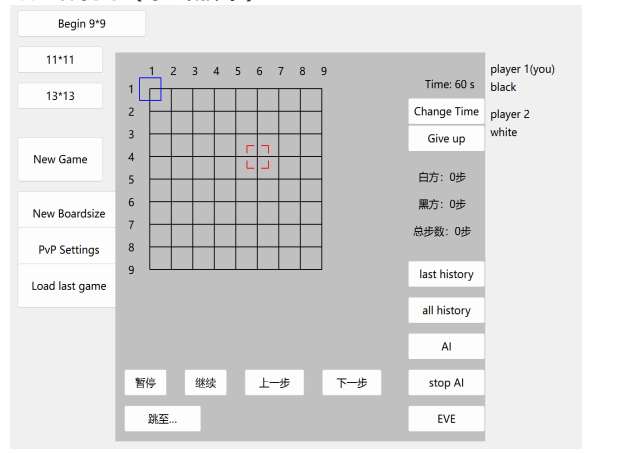 Begin 9*9
11*11
13*13
New Game
New Boardsize
PvP Settings
Load last game
1 2 3 4 5 6 7 8 9
1
2
3
4
5
6
7
8
9
Time: 60 s
Change Time
Give up
白方：0步
黑方：0步
总步数：0步
last history
all history
AI
stop AI
EVE
暂停
继续
上一步
下一步
跳至...
player 1(you)
black
player 2
white